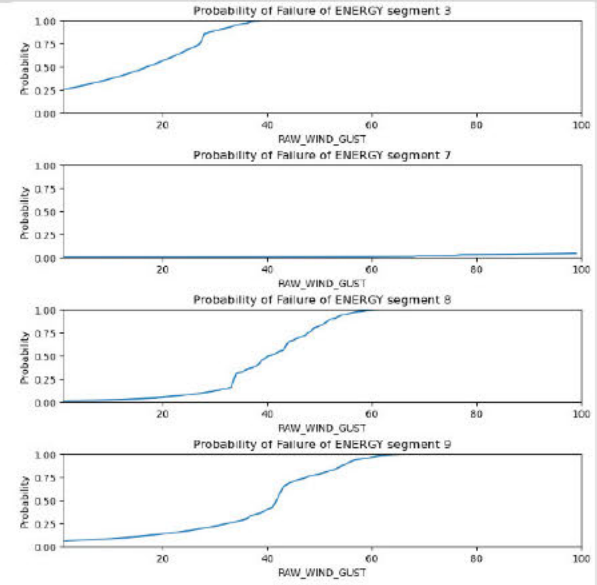 Probability of Failure of ENERGY segment 3
1.00
0.75
0.50
0.25
0.00
Probability
20 40 60 80 100
RAW_WIND_GUST
Probability of Failure of ENERGY segment 7
1.00
0.75
0.50
0.25
0.00
Probability
20 40 60 80 100
RAW_WIND_GUST
Probability of Failure of ENERGY segment 8
1.00
0.75
0.50
0.25
0.00
Probability
20 40 60 80 100
RAW_WIND_GUST
Probability of Failure of ENERGY segment 9
1.00
0.75
0.50
0.25
0.00
Probability
20 40 60 80 100
RAW_WIND_GUST